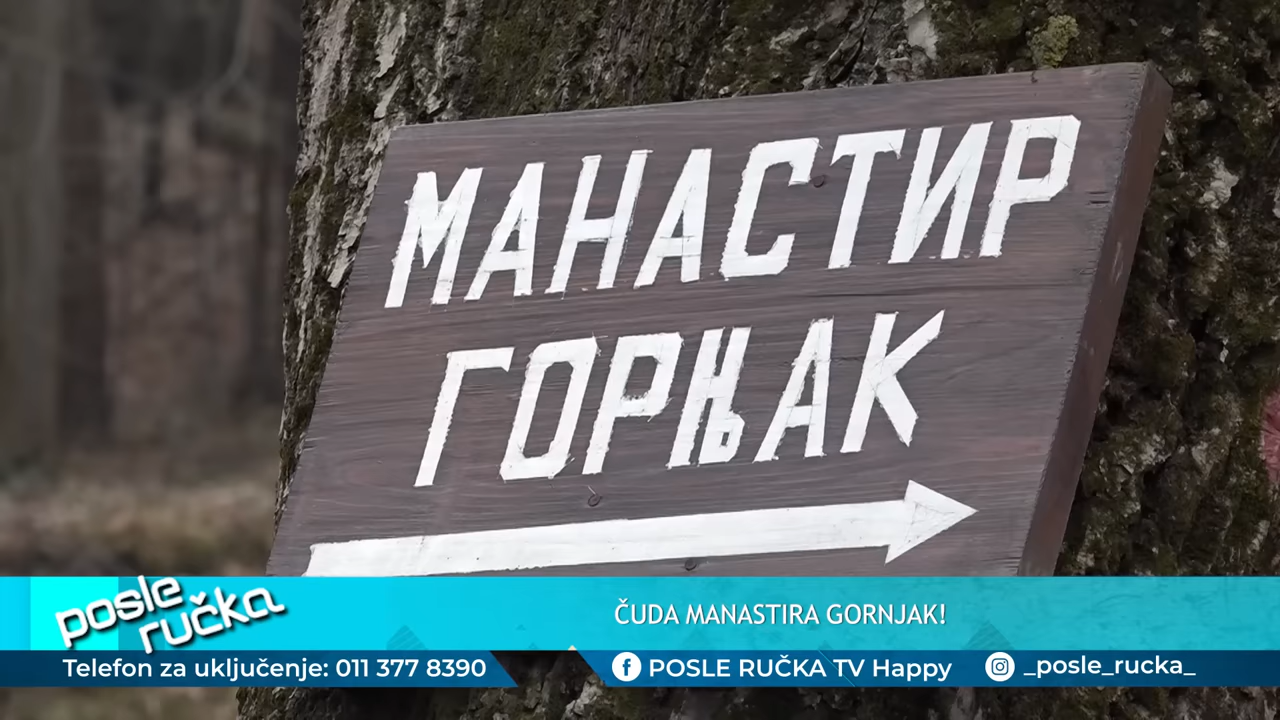 МАНАСТИР
ГОРЊАК
posle
ručka
ČUDA MANASTIRA GORNJAK!
Telefon za uključenje: 011 377 8390
POSLE RUČKA TV Happy
_posle_rucka_